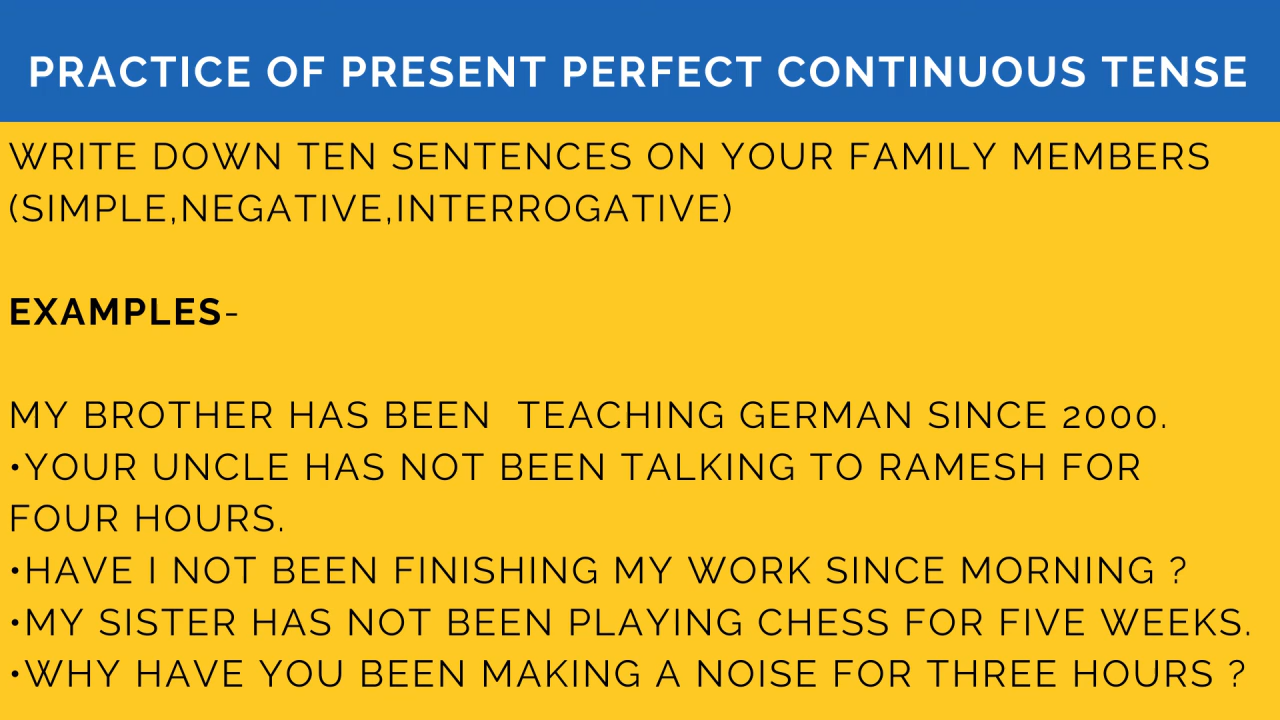 PRACTICE OF PRESENT PERFECT CONTINUOUS TENSE
WRITE DOWN TEN SENTENCES ON YOUR FAMILY MEMBERS
(SIMPLE,NEGATIVE,INTERROGATIVE)
EXAMPLES-
MY BROTHER HAS BEEN  TEACHING GERMAN SINCE 2000.
•YOUR UNCLE HAS NOT BEEN TALKING TO RAMESH FOR
FOUR HOURS.
•HAVE I NOT BEEN FINISHING MY WORK SINCE MORNING ?
•MY SISTER HAS NOT BEEN PLAYING CHESS FOR FIVE WEEKS.
•WHY HAVE YOU BEEN MAKING A NOISE FOR THREE HOURS ?